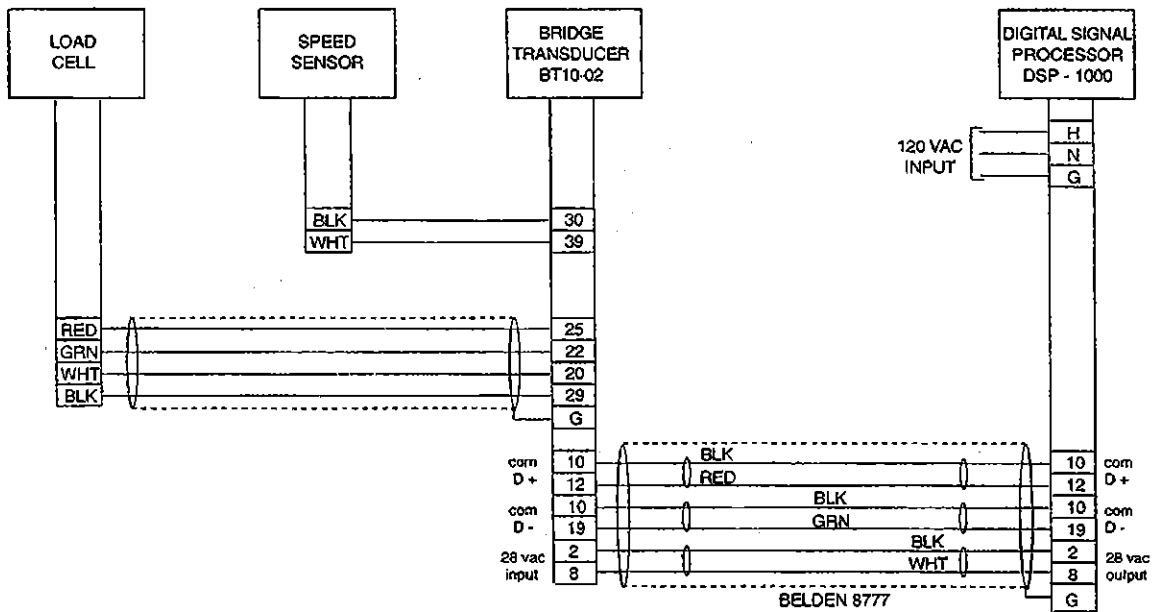 LOAD
CELL
SPEED
SENSOR
BRIDGE
TRANSDUCER
BT10-02
DIGITAL SIGNAL
PROCESSOR
DSP - 1000
120 VAC
INPUT
H
N
G
BLK
WHT
30
39
RED
GRN
WHT
BLK
25
22
20
29
G
com
D +
com
D -
28 vac
input
10
12
10
19
2
8
BLK
RED
BLK
GRN
BLK
WHT
BELDEN 8777
10
12
10
19
2
8
G
com
D +
com
D -
28 vac
output